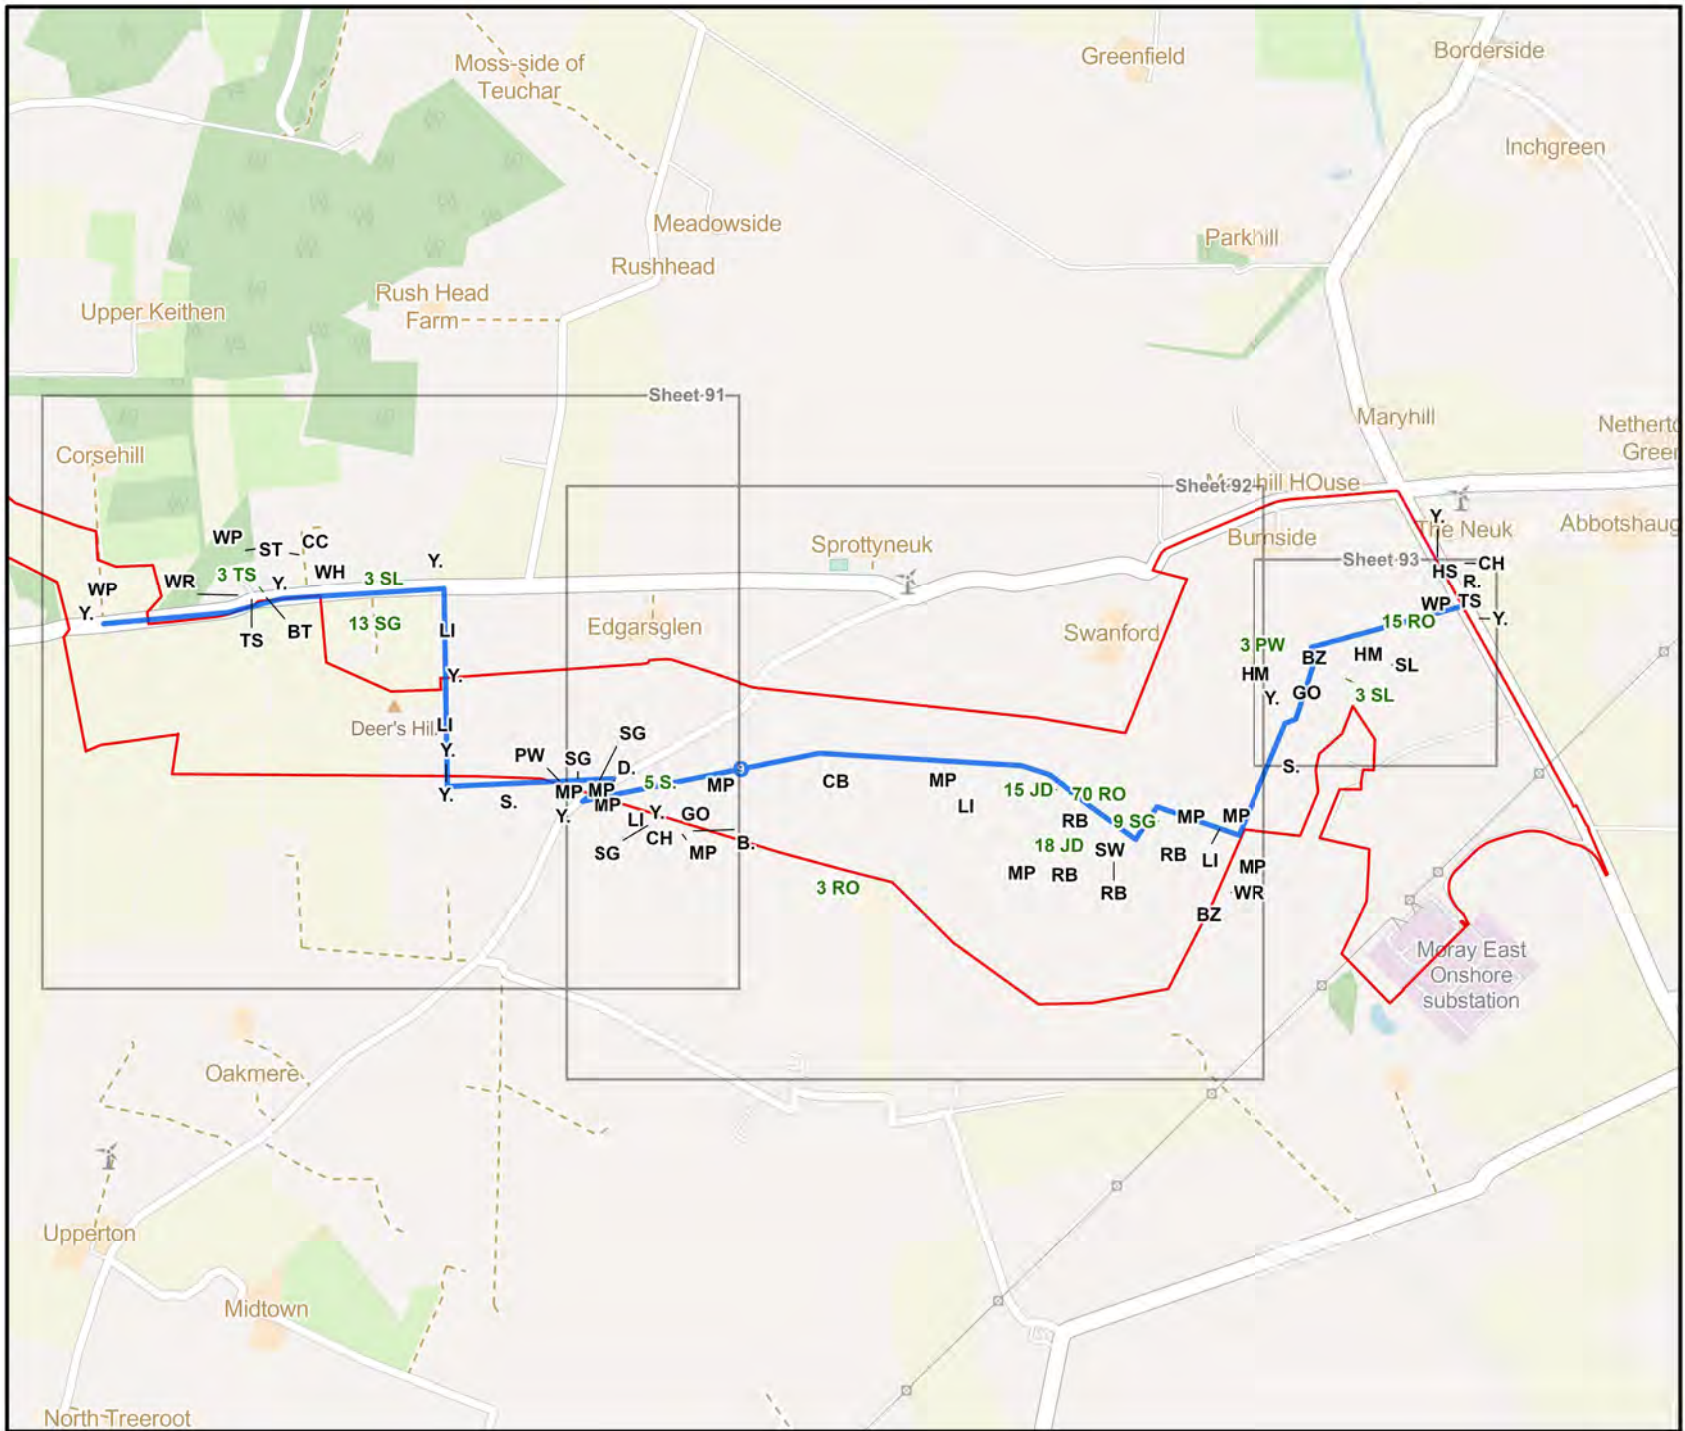 Borderside
Moss-side of
Teuchar
Greenfield
Inchgreen
Meadowside
Parkhill
Rushhead
Rush Head
Farm
Upper Keithen
Sheet 91
Maryhill
Netherto
Green
Corsehill
Sheet 92
hill HOuse
Y.
The Neuk
Abbotshaug
WP
ST
CC
Sprottyneuk
Burnside
Sheet 93
CH
Y.
3 TS
Y.
WH
3 SL
HS
R.
WP
WR
WP
TS
Y.
13 SG
Edgarsglen
Swanford
15 RO
Y.
TS
BT
LI
3 PW
BZ
HM
SL
Y.
HM
GO
3 SL
Y.
Deer's Hill
LI
SG
Y.
PW
SG
D.
S.
5 S.
9
MP
CB
MP
15 JD
70 RO
Y.
S.
MP
MP
MP
LI
MP
MP
Y.
LI
Y.
GO
RB
9 SG
SG
CH
MP
B.
18 JD
SW
RB
LI
MP
3 RO
MP
RB
RB
WR
BZ
Moray East
Onshore
substation
Oakmere
Upperton
Midtown
North Treeroot